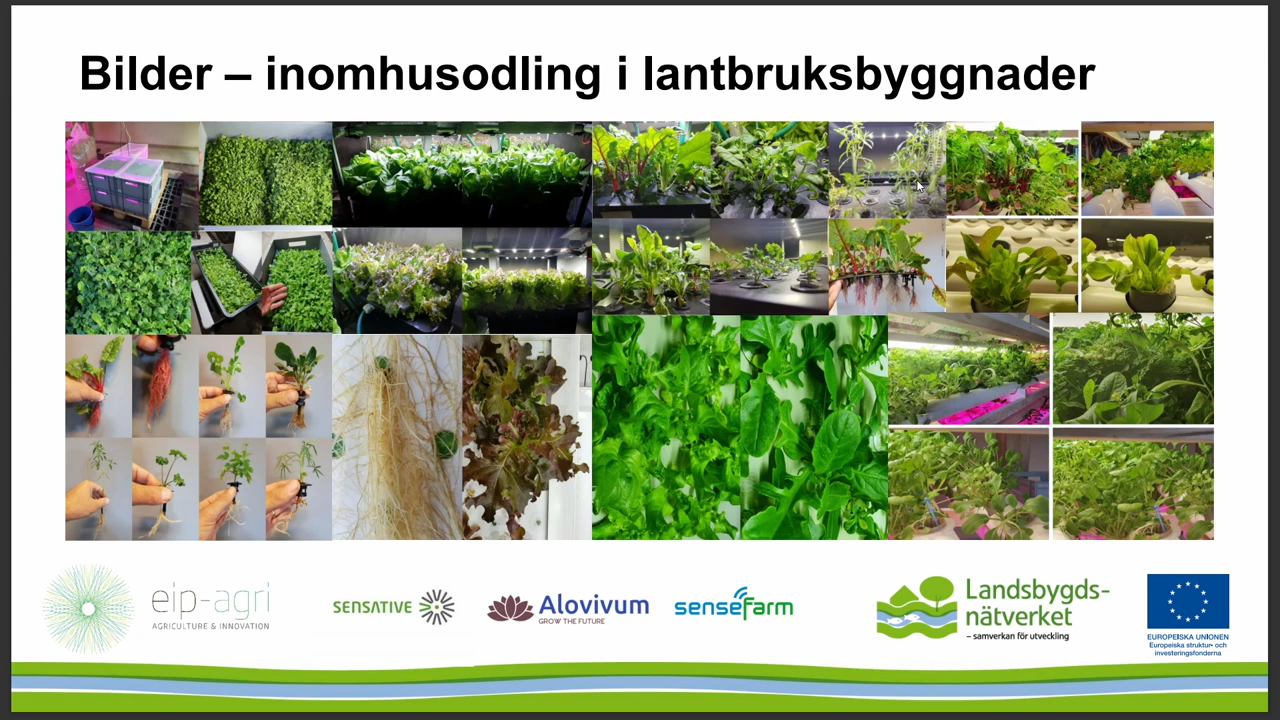 Bilder – inomhusodling i lantbruksbyggnader
eip-agri
AGRICULTURE & INNOVATION
SENSATIVE
Alovivum
GROW THE FUTURE
sensefarm
Landsbygds-
nätverket
– samverkan för utveckling
EUROPEISKA UNIONEN
Europeiska struktur- och
investeringsfonderna